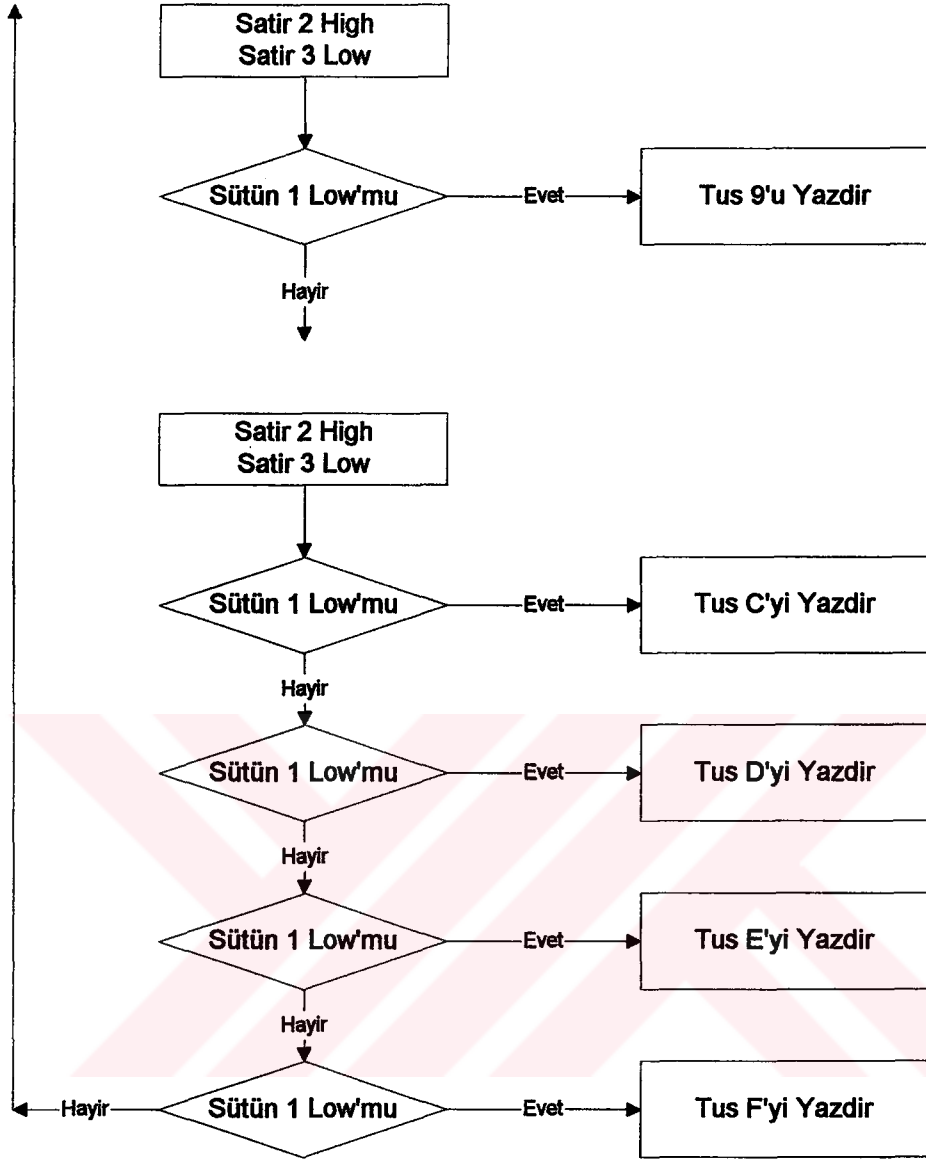 Satir 2 High
Satir 3 Low
Sütün 1 Low'mu
Evet
Tus 9'u Yazdir
Hayir
Satir 2 High
Satir 3 Low
Sütün 1 Low'mu
Evet
Tus C'yi Yazdir
Hayir
Sütün 1 Low'mu
Evet
Tus D'yi Yazdir
Hayir
Sütün 1 Low'mu
Evet
Tus E'yi Yazdir
Hayir
Hayir
Sütün 1 Low'mu
Evet
Tus F'yi Yazdir